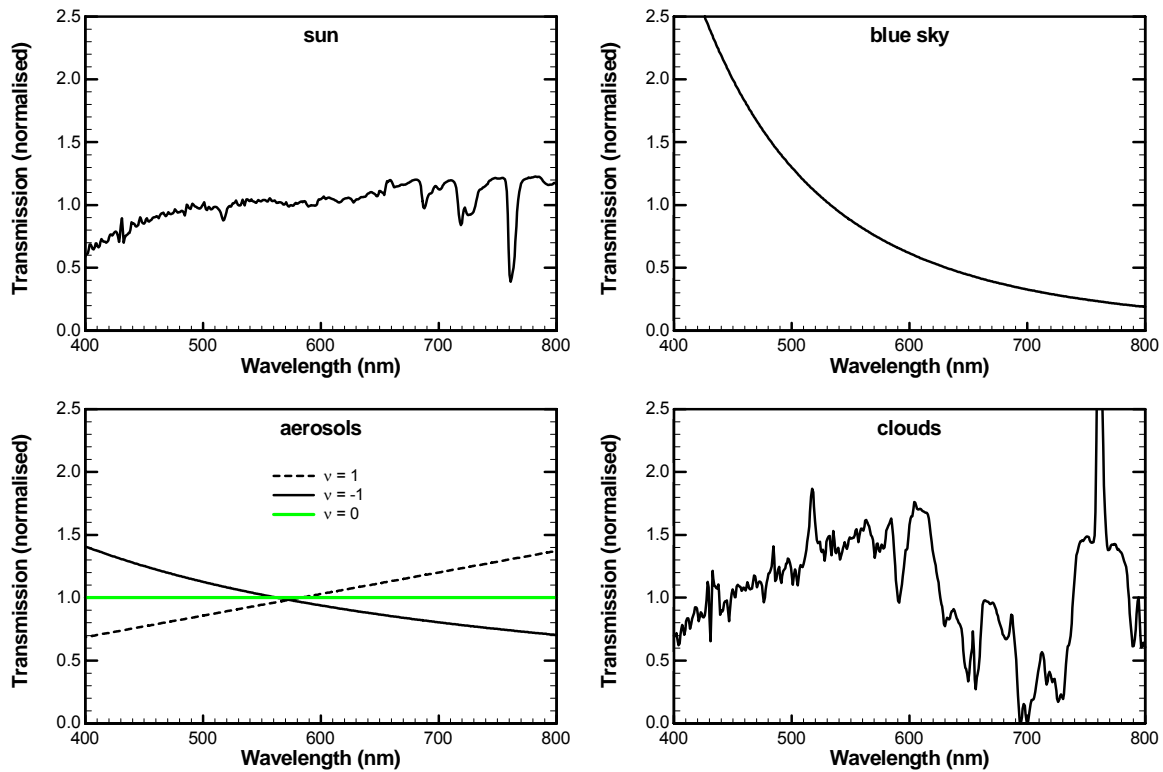 sun
Transmission (normalised)
2.5
2.0
1.5
1.0
0.5
0.0
400 500 600 700 800
Wavelength (nm)
blue sky
Transmission (normalised)
2.5
2.0
1.5
1.0
0.5
0.0
400 500 600 700 800
Wavelength (nm)
aerosols
ν = 1
ν = -1
ν = 0
Transmission (normalised)
2.5
2.0
1.5
1.0
0.5
0.0
400 500 600 700 800
Wavelength (nm)
clouds
Transmission (normalised)
2.5
2.0
1.5
1.0
0.5
0.0
400 500 600 700 800
Wavelength (nm)